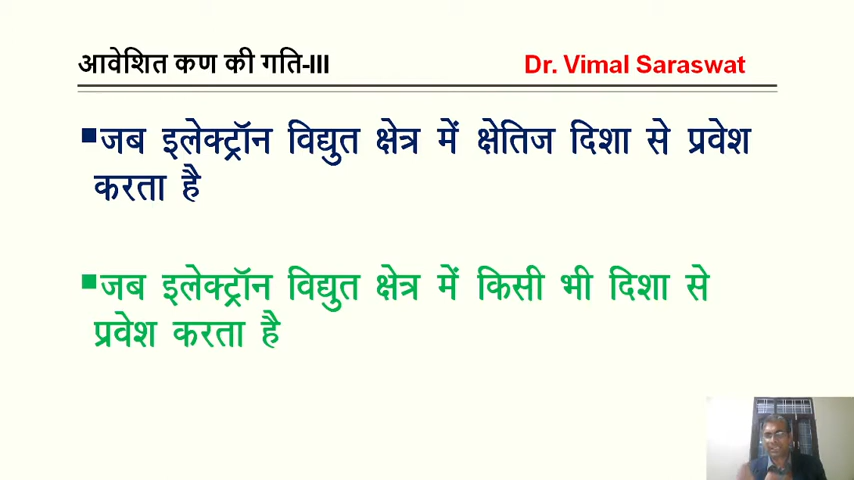 आवेशित कण की गति-III
Dr. Vimal Saraswat
▪जब इलेक्ट्रॉन विद्युत क्षेत्र में क्षेतिज दिशा से प्रवेश
करता है
▪जब इलेक्ट्रॉन विद्युत क्षेत्र में किसी भी दिशा से
प्रवेश करता है